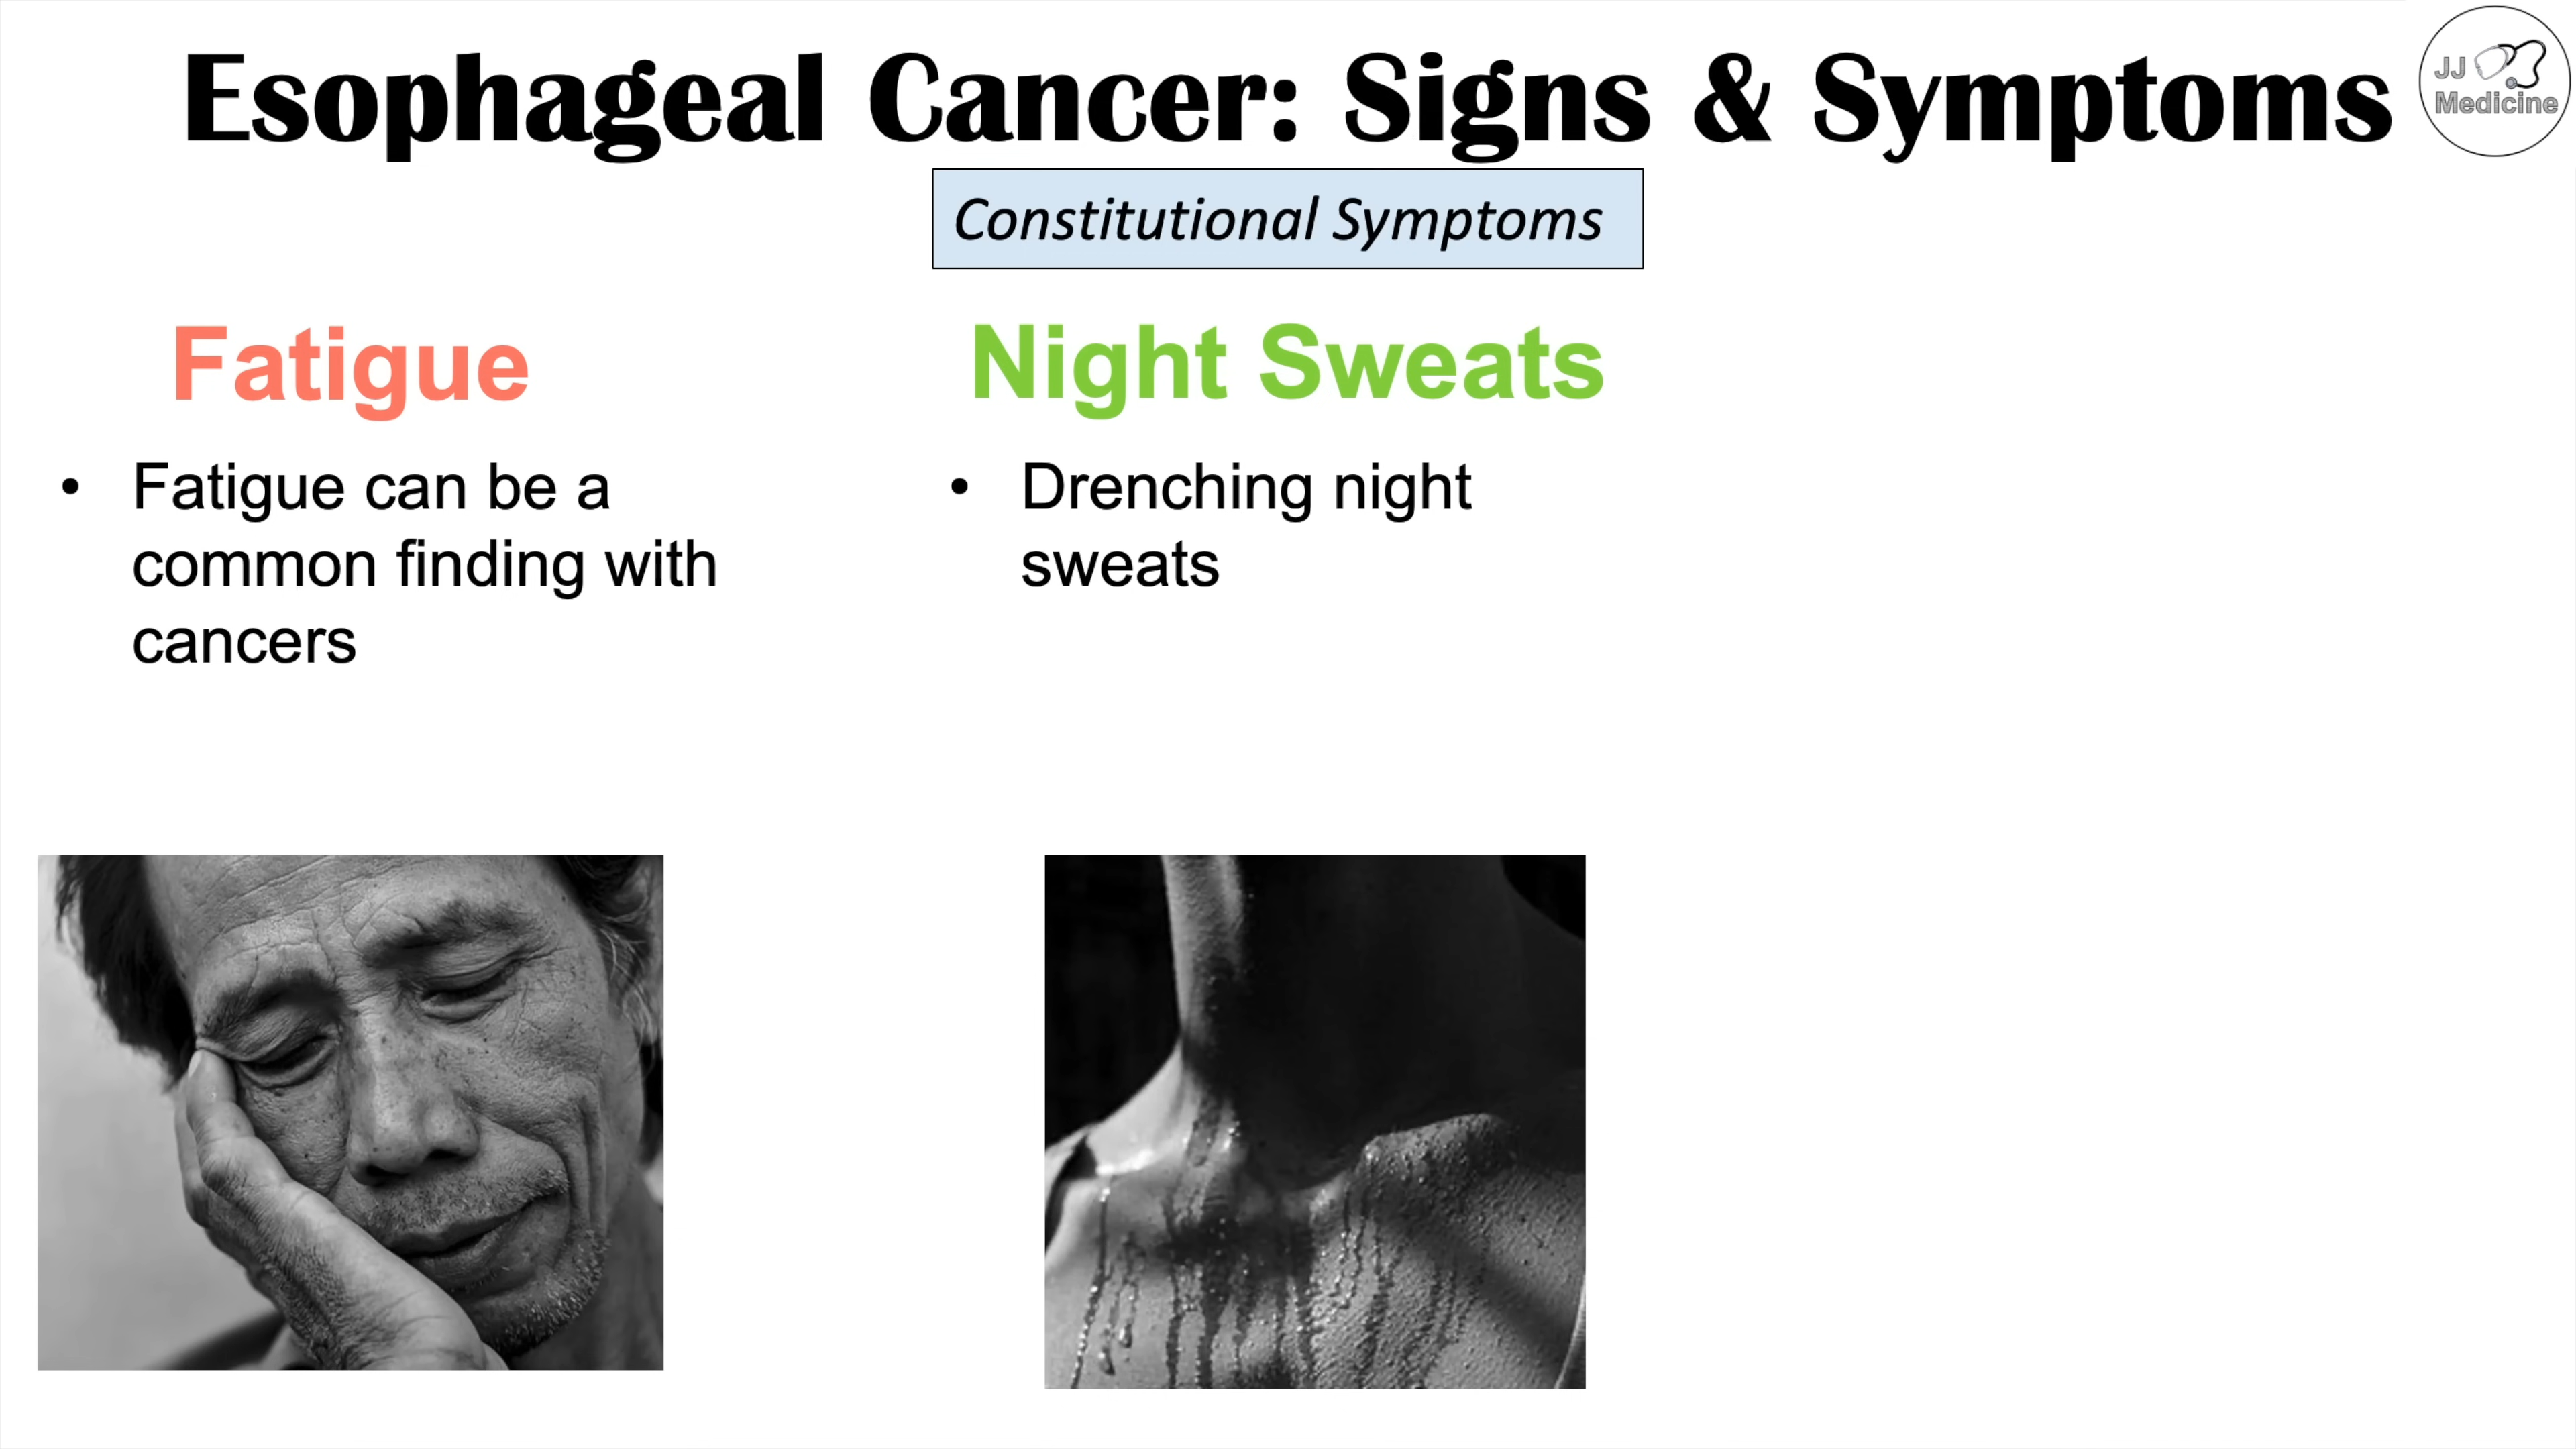 Esophageal Cancer: Signs & Symptoms
JJ
Medicine
Constitutional Symptoms
Fatigue
• Fatigue can be a
common finding with
cancers
Night Sweats
• Drenching night
sweats